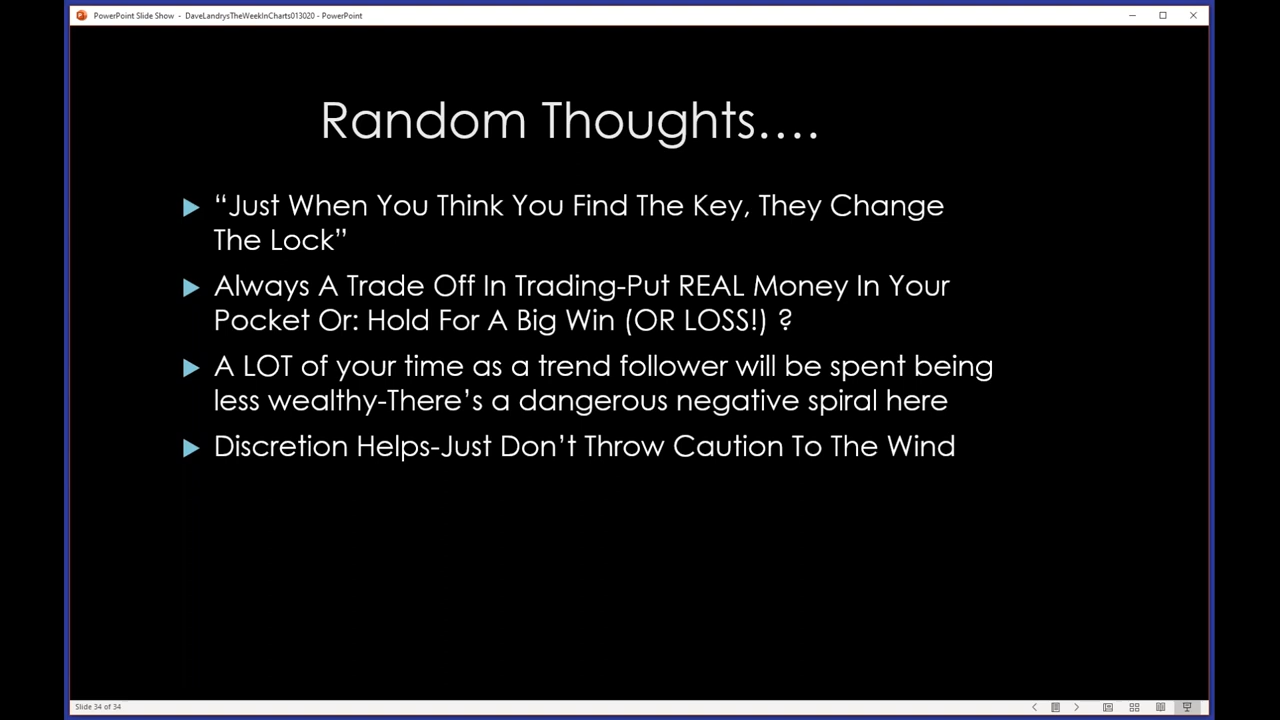 PowerPoint Slide Show - DaveLandrysTheWeekInCharts013020 - PowerPoint
Random Thoughts....
“Just When You Think You Find The Key, They Change
The Lock”
Always A Trade Off In Trading-Put REAL Money In Your
Pocket Or: Hold For A Big Win (OR LOSS!) ?
A LOT of your time as a trend follower will be spent being
less wealthy-There’s a dangerous negative spiral here
Discretion Helps-Just Don’t Throw Caution To The Wind
Slide 34 of 34